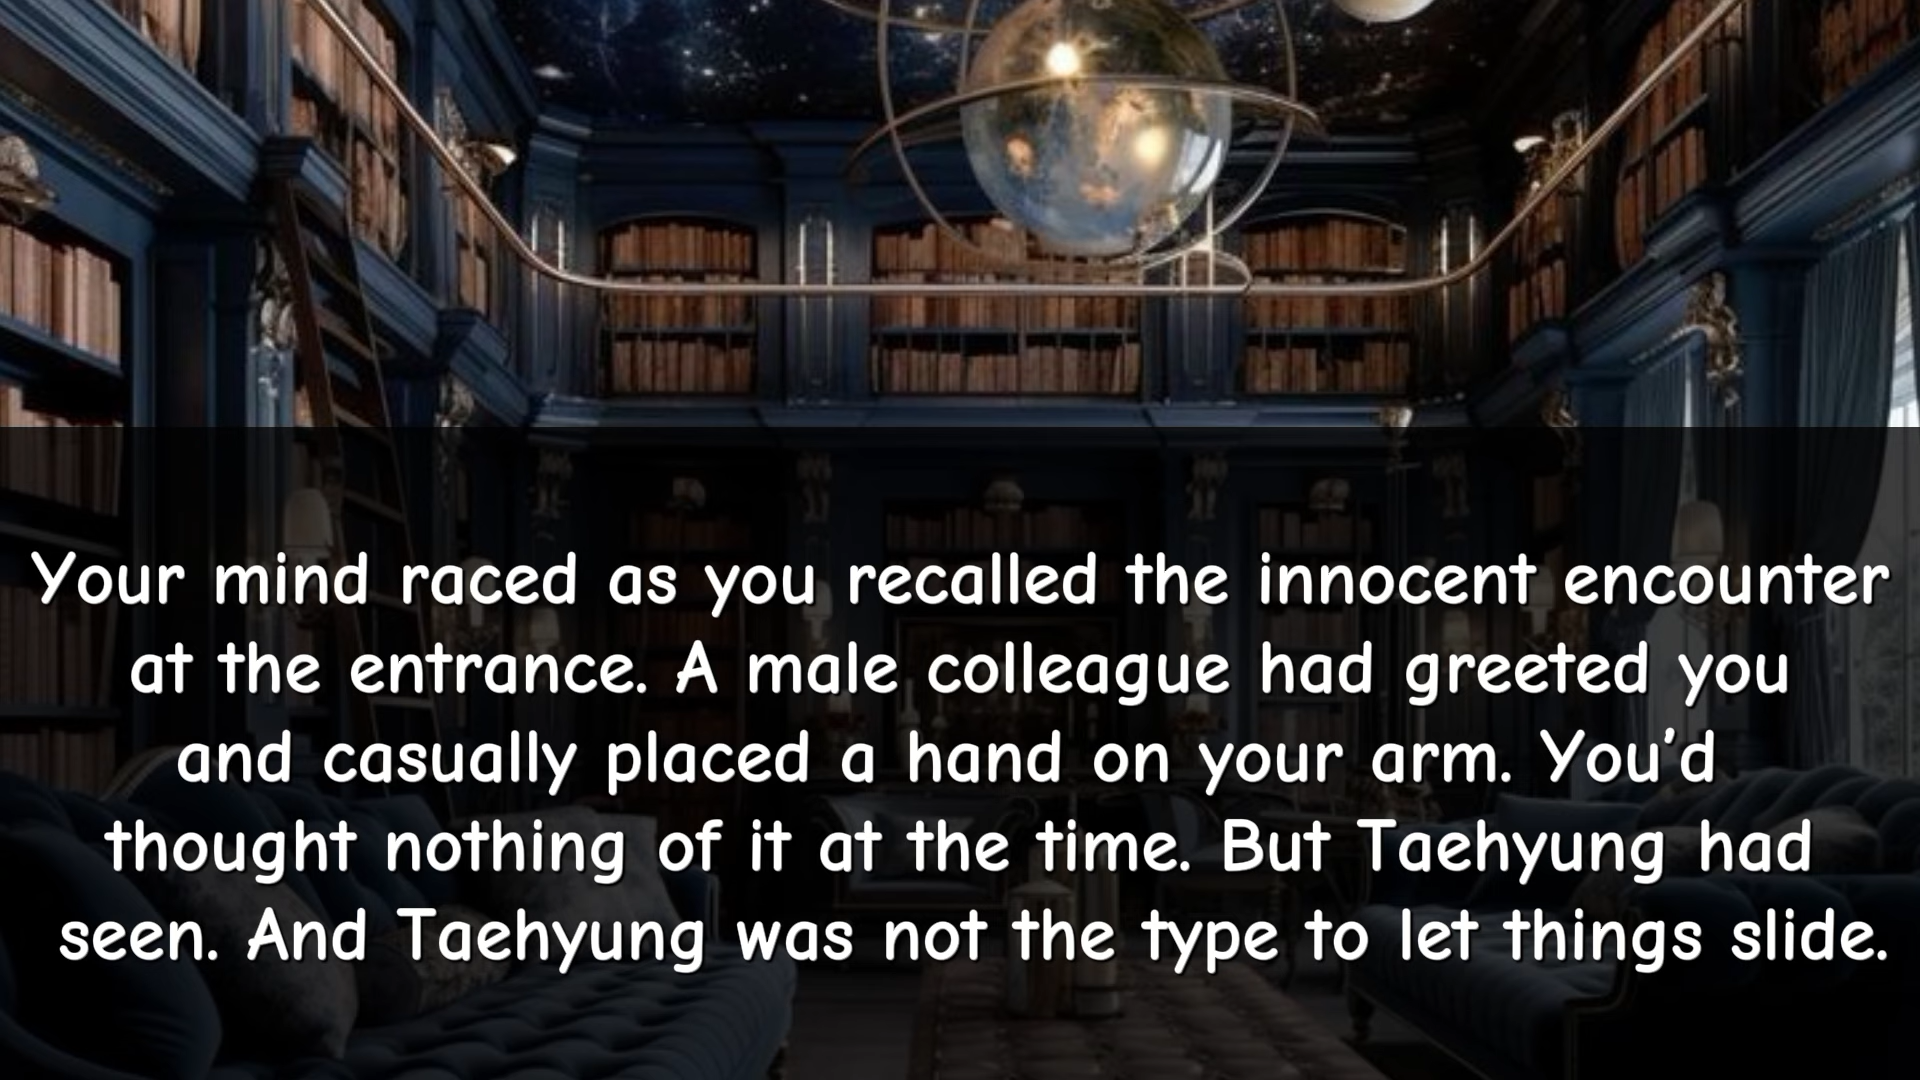 Your mind raced as you recalled the innocent encounter
at the entrance. A male colleague had greeted you
and casually placed a hand on your arm. You’d
thought nothing of it at the time. But Taehyung had
seen. And Taehyung was not the type to let things slide.